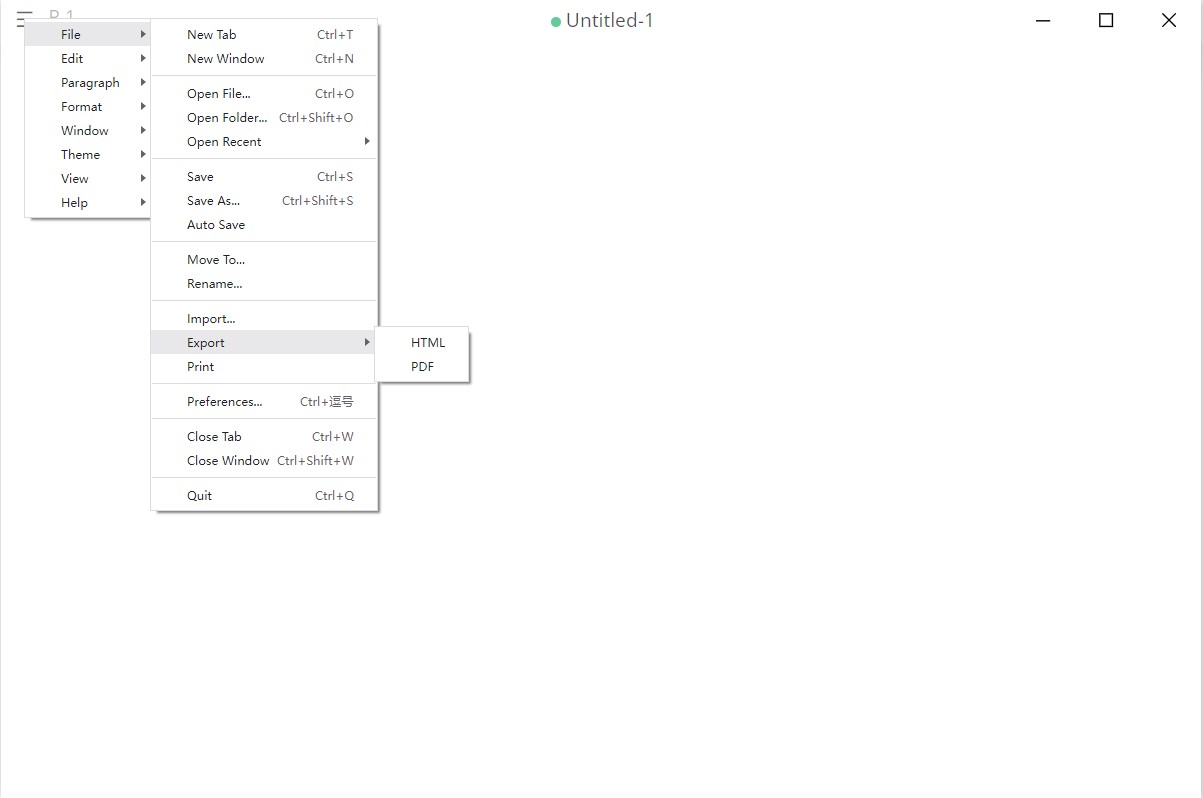 Untitled-1
File
Edit
Paragraph
Format
Window
Theme
View
Help
New Tab Ctrl+T
New Window Ctrl+N
Open File... Ctrl+O
Open Folder... Ctrl+Shift+O
Open Recent
Save Ctrl+S
Save As... Ctrl+Shift+S
Auto Save
Move To...
Rename...
Import...
Export
Print
Preferences... Ctrl+逗号
Close Tab Ctrl+W
Close Window Ctrl+Shift+W
Quit Ctrl+Q
HTML
PDF